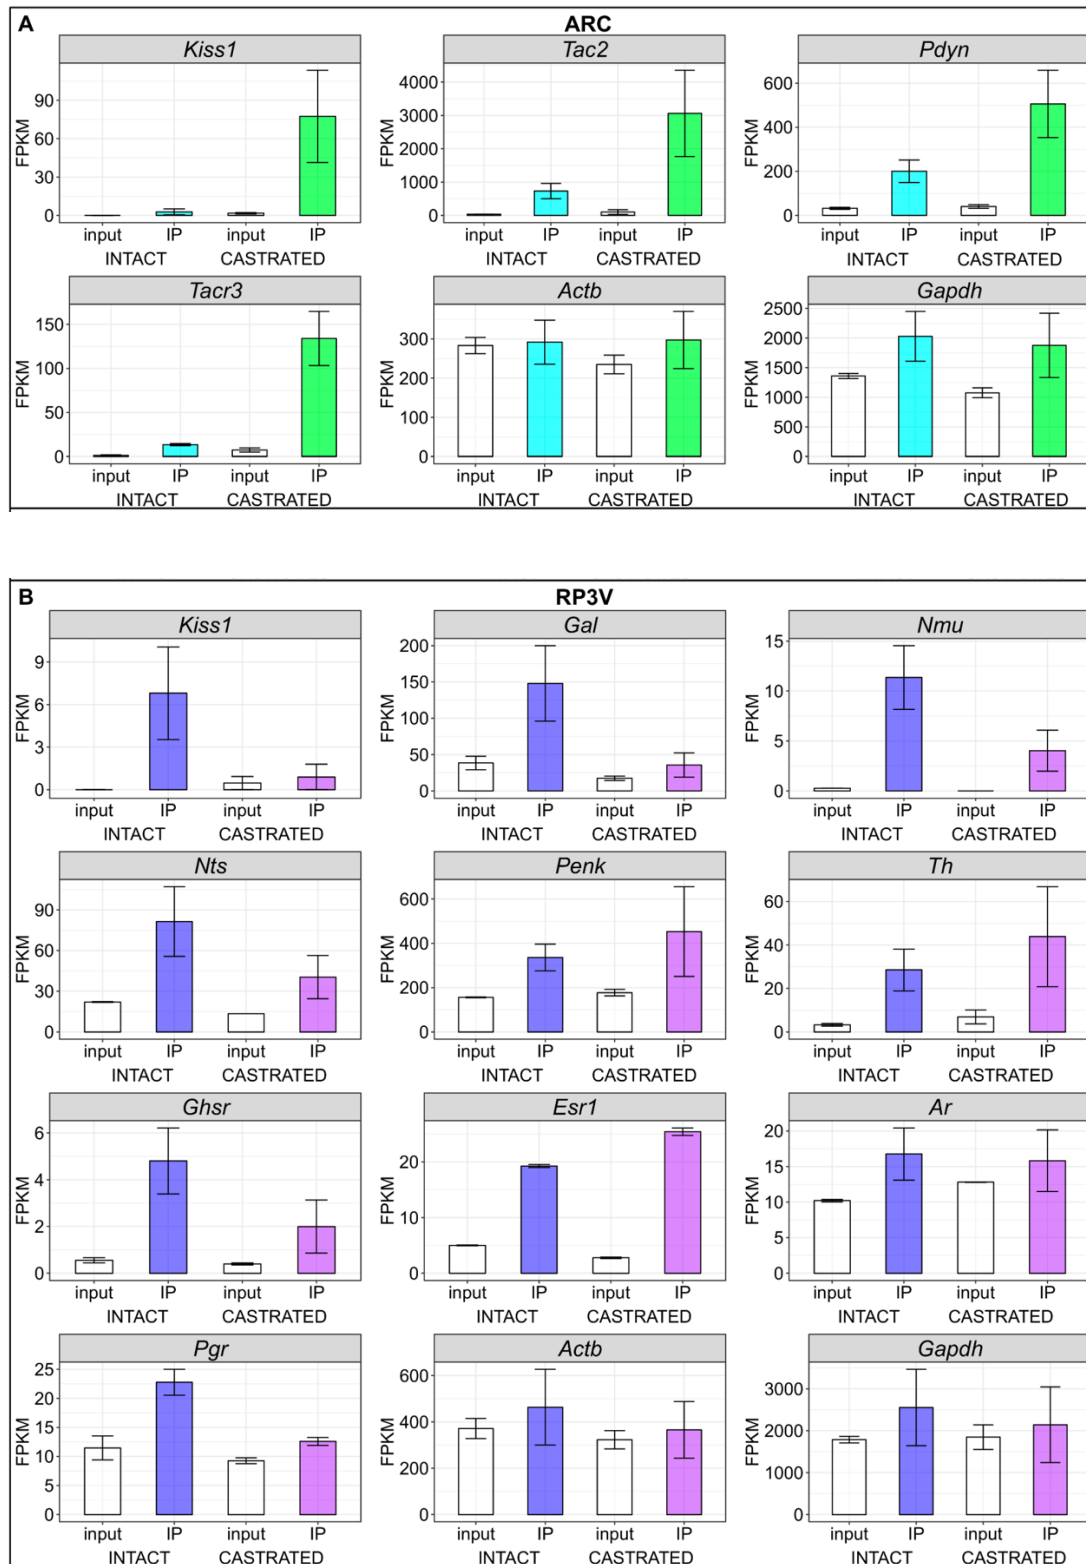 A ARC
Kiss1 Tac2 Pdyn
FPKM 90 60 30 0
FPKM 4000 3000 2000 1000 0
FPKM 600 400 200 0
input IP input IP input IP input IP input IP input IP
INTACT CASTRATED INTACT CASTRATED INTACT CASTRATED
Tacr3 Actb Gapdh
FPKM 150 100 50 0
FPKM 300 200 100 0
FPKM 2500 2000 1500 1000 500 0
input IP input IP input IP input IP input IP input IP
INTACT CASTRATED INTACT CASTRATED INTACT CASTRATED
B RP3V
Kiss1 Gal Nmu
FPKM 9 6 3 0
FPKM 200 150 100 50 0
FPKM 15 10 5 0
input IP input IP input IP input IP input IP input IP
INTACT CASTRATED INTACT CASTRATED INTACT CASTRATED
Nts Penk Th
FPKM 90 60 30 0
FPKM 600 400 200 0
FPKM 60 40 20 0
input IP input IP input IP input IP input IP input IP
INTACT CASTRATED INTACT CASTRATED INTACT CASTRATED
Ghsr Esr1 Ar
FPKM 6 4 2 0
FPKM 20 10 0
FPKM 20 15 10 5 0
input IP input IP input IP input IP input IP input IP
INTACT CASTRATED INTACT CASTRATED INTACT CASTRATED
Pgr Actb Gapdh
FPKM 25 20 15 10 5 0
FPKM 600 400 200 0
FPKM 3000 2000 1000 0
input IP input IP input IP input IP input IP input IP
INTACT CASTRATED INTACT CASTRATED INTACT CASTRATED